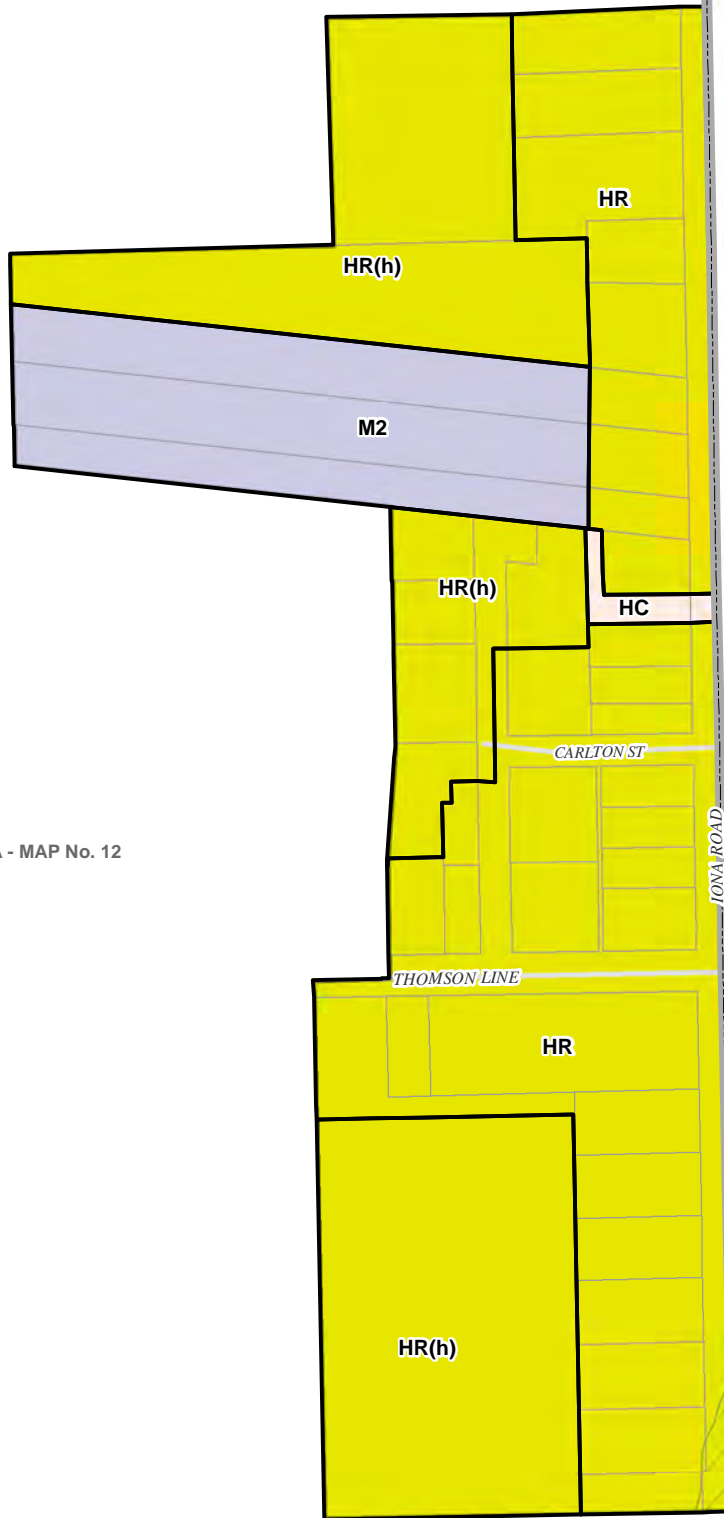 HR
HR(h)
M2
HR(h)
HC
CARLTON ST
IONA ROAD
- MAP No. 12
THOMSON LINE
HR
HR(h)